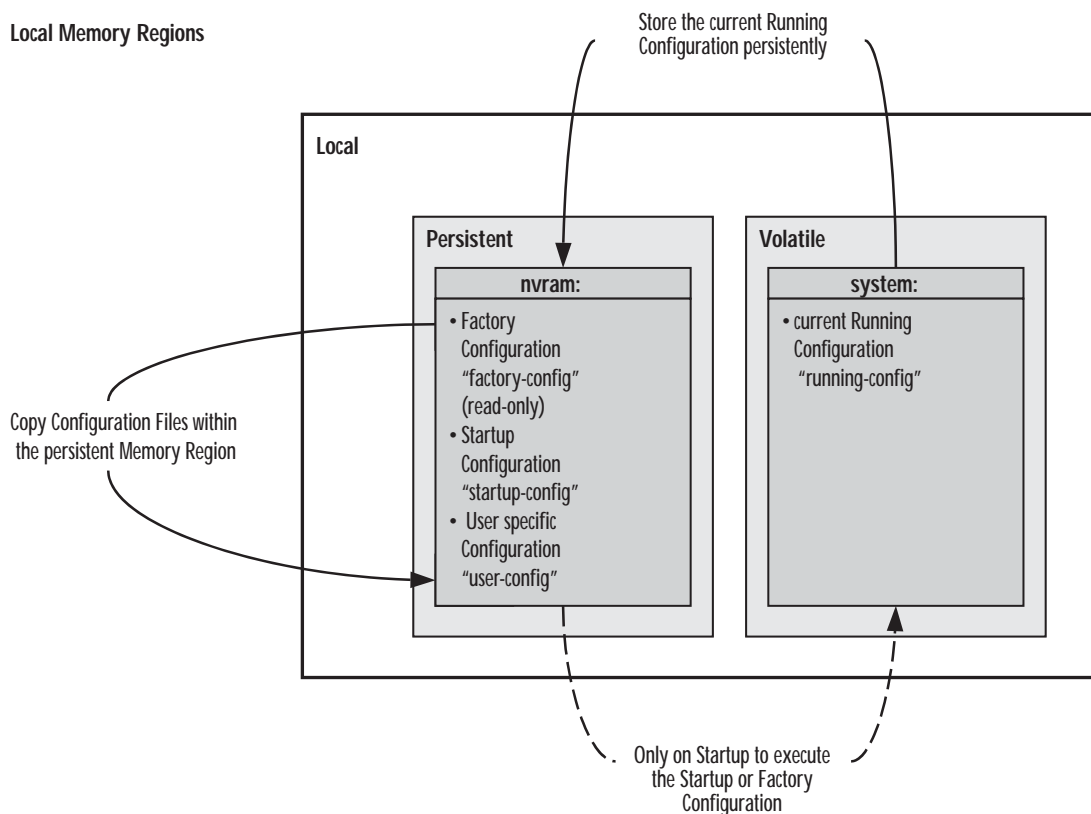 Local Memory Regions
Store the current Running
Configuration persistently
Local
Persistent
nvram:
• Factory
Configuration
“factory-config”
(read-only)
• Startup
Configuration
“startup-config”
• User specific
Configuration
“user-config”
Volatile
system:
• current Running
Configuration
“running-config”
Copy Configuration Files within
the persistent Memory Region
Only on Startup to execute
the Startup or Factory
Configuration